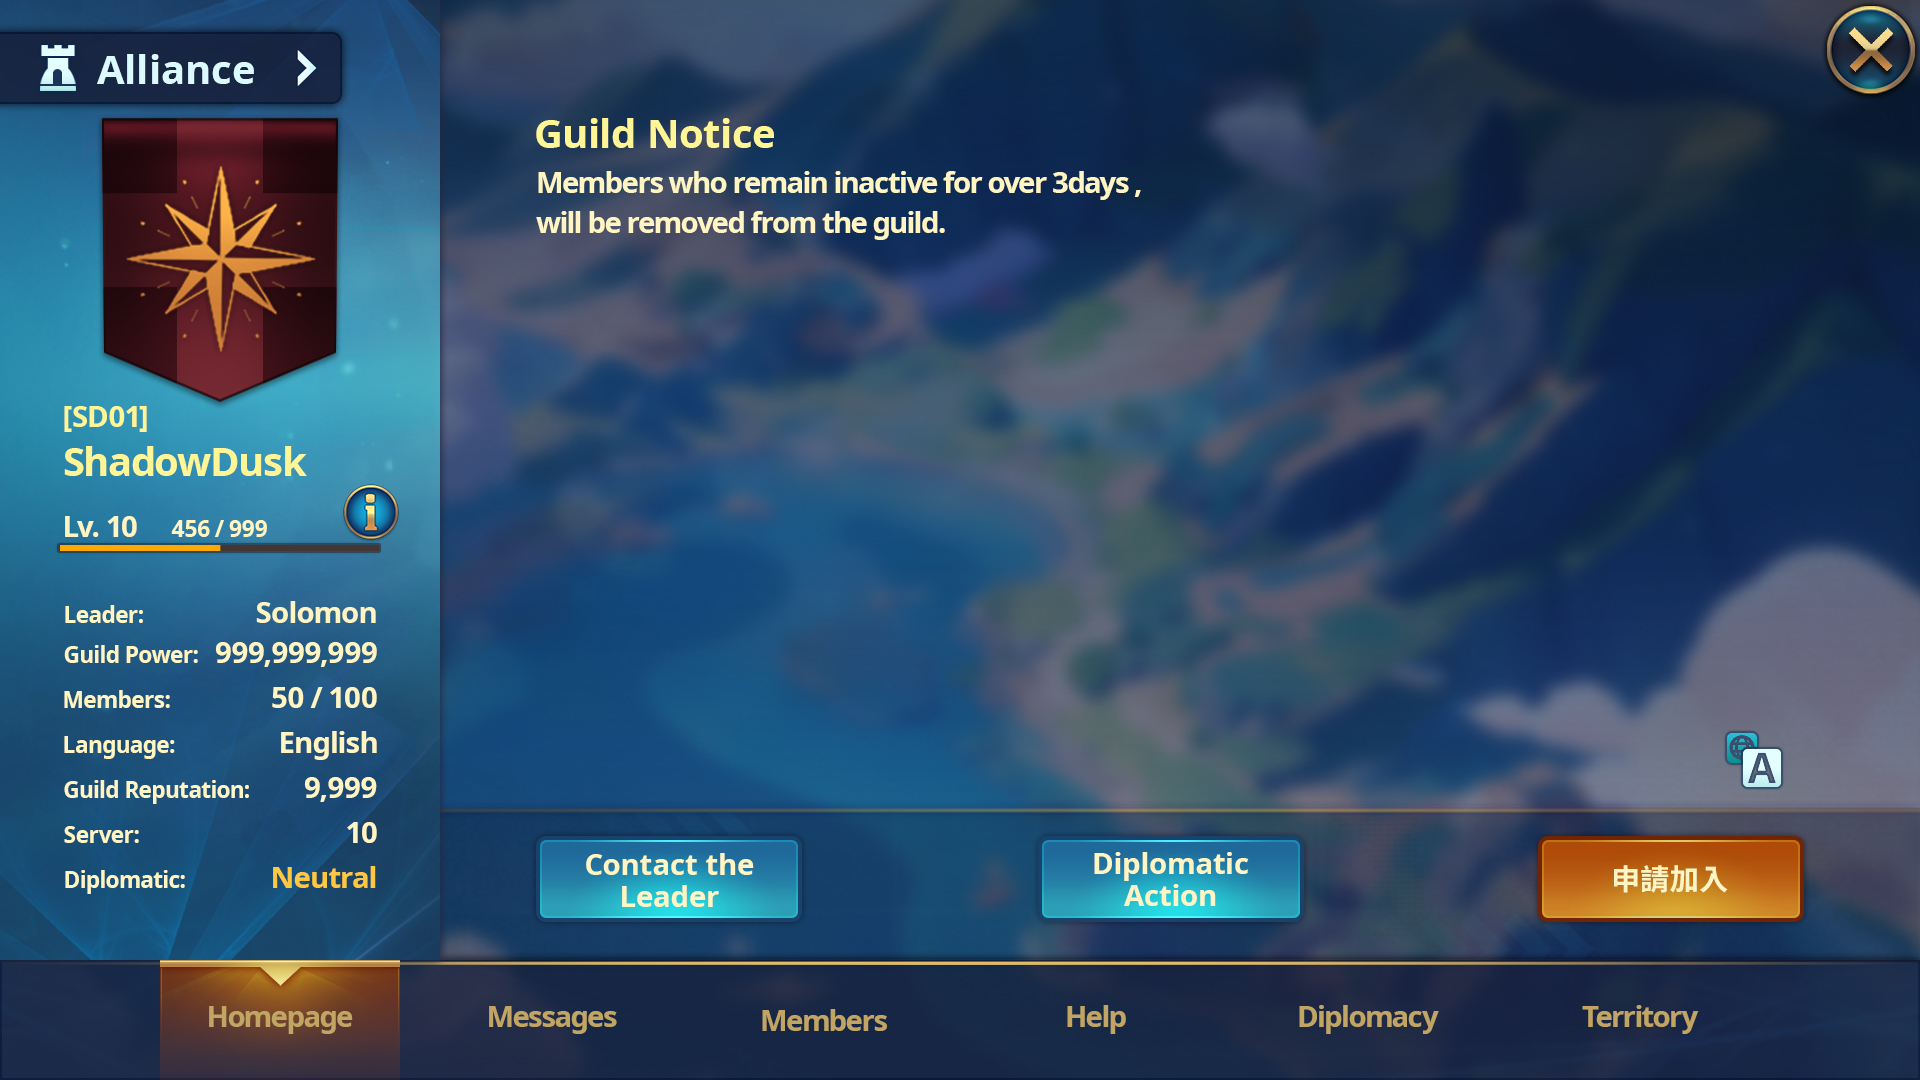 Alliance
[SD01]
ShadowDusk
Lv. 10 456 / 999
Leader: Solomon
Guild Power: 999,999,999
Members: 50 / 100
Language: English
Guild Reputation: 9,999
Server: 10
Diplomatic: Neutral
Guild Notice
Members who remain inactive for over 3days ,
will be removed from the guild.
A
Contact the
Leader
Diplomatic
Action
申請加入
Homepage
Messages
Members
Help
Diplomacy
Territory